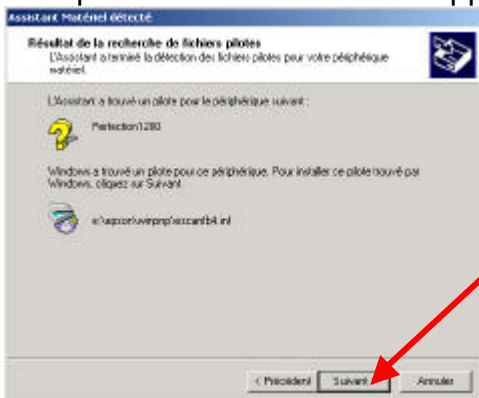 Assistant Matériel détecté
Résultat de la recherche de fichiers pilotes
L'Assistant a terminé la détection des fichiers pilotes pour votre périphérique
matériel.
L'Assistant a trouvé un pilote pour le périphérique suivant :
Perfection1280
Windows a trouvé un pilote pour ce périphérique. Pour installer ce pilote trouvé par
Windows, cliquez sur Suivant.
< Précédent
Suivant
Annuler